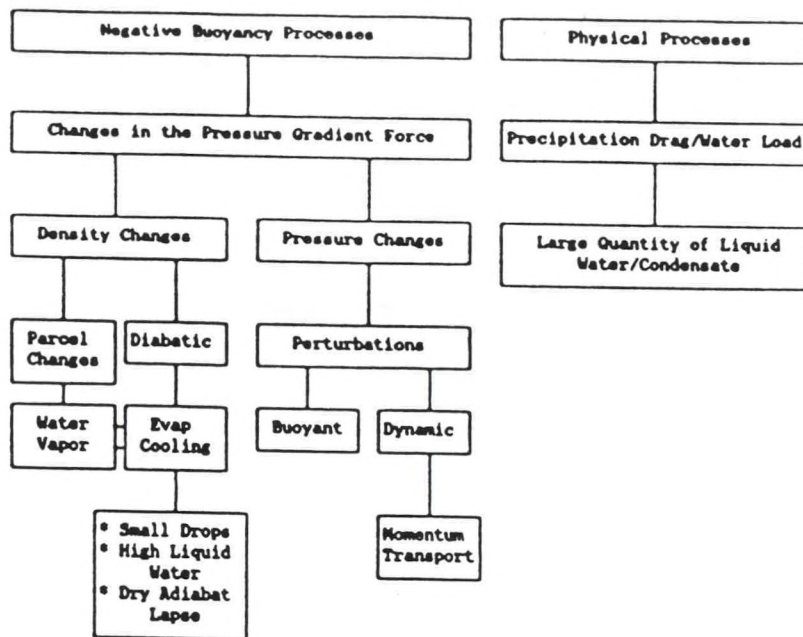 Negative Buoyancy Processes
Physical Processes
Changes in the Pressure Gradient Force
Precipitation Drag/Water Load
Density Changes
Pressure Changes
Large Quantity of Liquid
Water/Condensate
Parcel
Changes
Diabatic
Perturbations
Water
Vapor
Evap
Cooling
Buoyant
Dynamic
* Small Drops
* High Liquid
Water
* Dry Adiabat
Lapse
Momentum
Transport